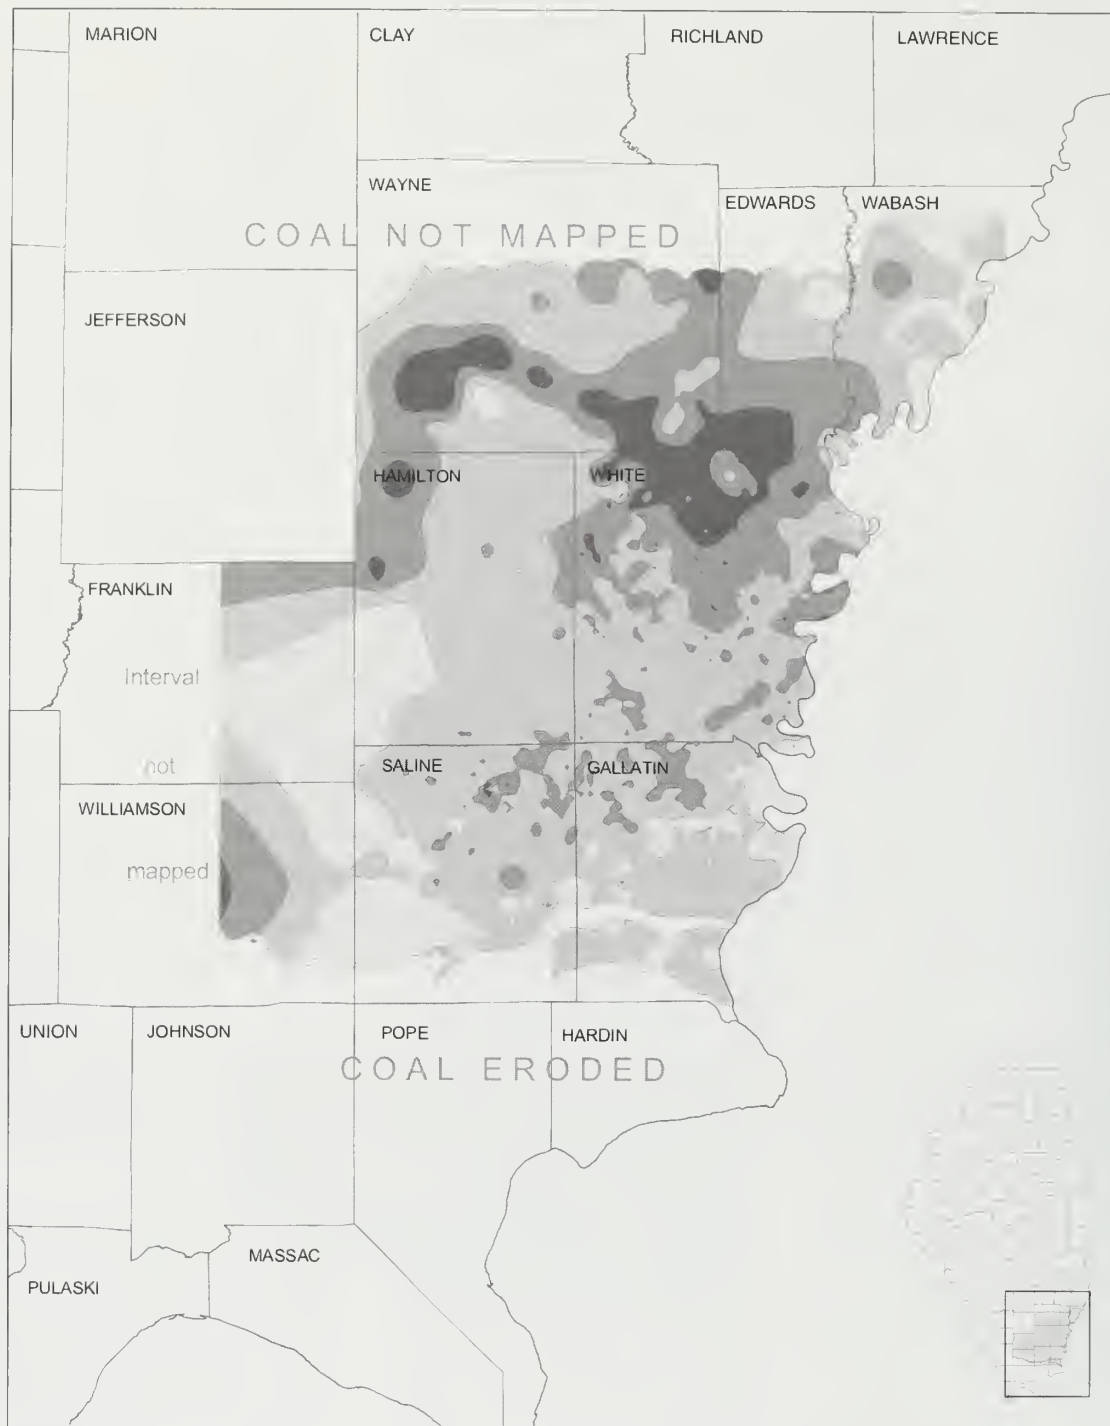 MARION
CLAY
RICHLAND
LAWRENCE
WAYNE
EDWARDS
WABASH
COAL NOT MAPPED
JEFFERSON
HAMILTON
WHITE
FRANKLIN
Interval
not
SALINE
GALLATIN
WILLIAMSON
mapped
UNION
JOHNSON
POPE
HARDIN
COAL ERODED
MASSAC
PULASKI